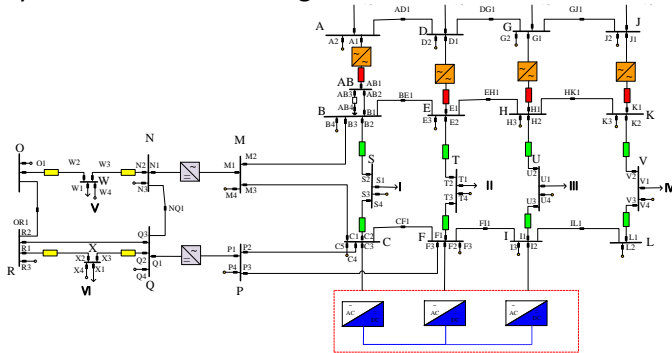 AD1 DG1 GJ1
A D G J
A2 A1 D2 D1 G2 G1 J2 J1
AB AB1
AB3 AB2
AB4
BE1 EH1 HK1
B E H K
B4 B3 B2 E3 E1 E2 H3 H1 H2 K3 K1 K2
O N M
OI W2 W3 N2 N1 M1 M2
W
W1 W4 N3 M4 M3
V
S T U V
S2 S1 I T2 T1 II U2 U1 III V2 V1
S3 S4 T3 T4 U3 U4 V3 V4
NQ1
OR1
R2 Q3
R1 X Q2 Q1 P1 P2
X2 X3
R3 X4 X1 Q4 P4 P3
R VI Q P
CF1 FI1 IL1
C1 C2 C F1 I1 L1 L
C5 C3 F3 F F2 F3 I3 I I2 L2
C4
AC AC AC